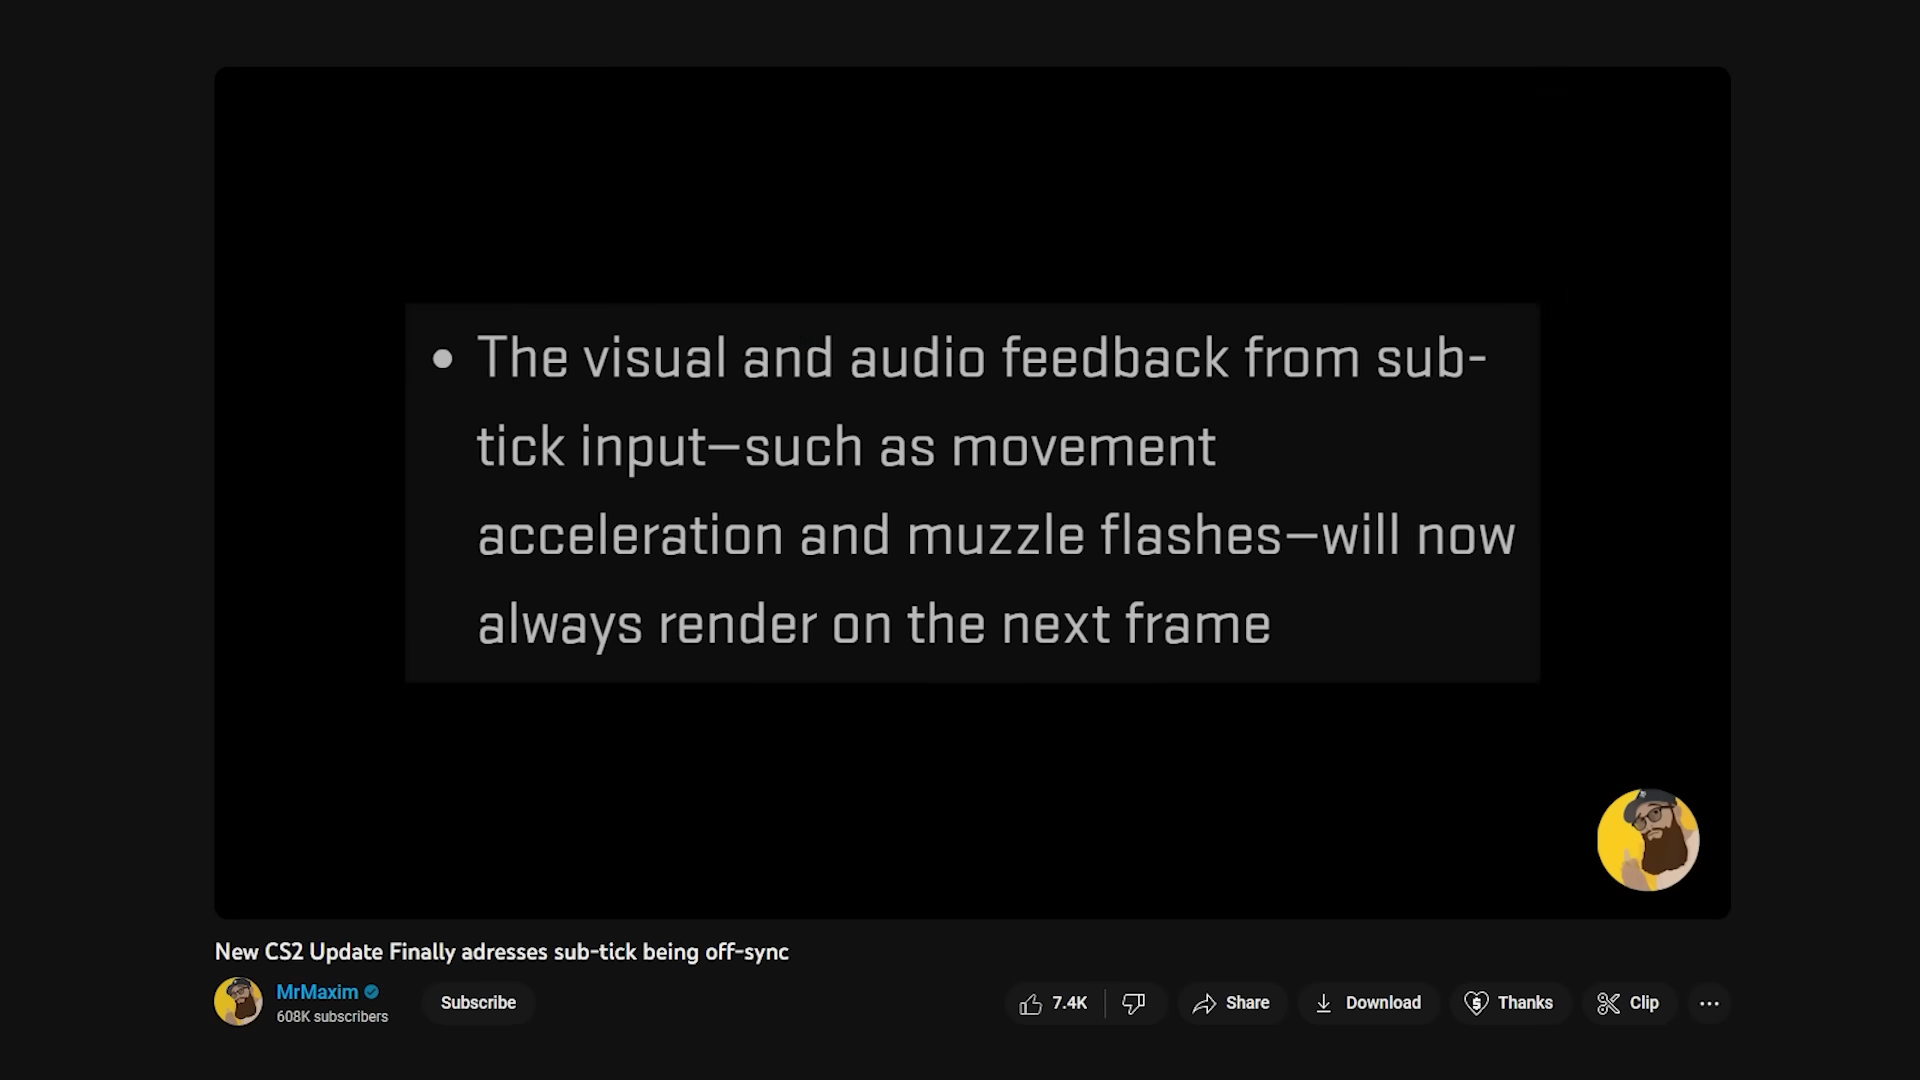 • The visual and audio feedback from sub-
tick input—such as movement
acceleration and muzzle flashes—will now
always render on the next frame
New CS2 Update Finally adresses sub-tick being off-sync
MrMaxim
608K subscribers
Subscribe
7.4K
Share
Download
Thanks
Clip